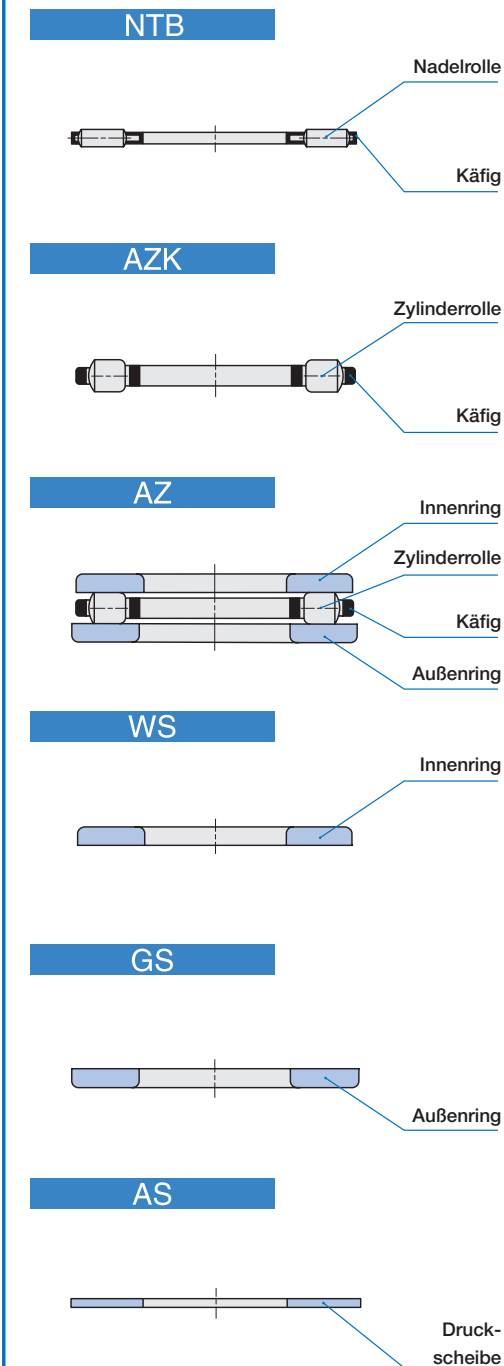 NTB
Nadelrolle
Käfig
AZK
Zylinderrolle
Käfig
AZ
Innenring
Zylinderrolle
Käfig
Außenring
WS
Innenring
GS
Außenring
AS
Druck-
scheibe